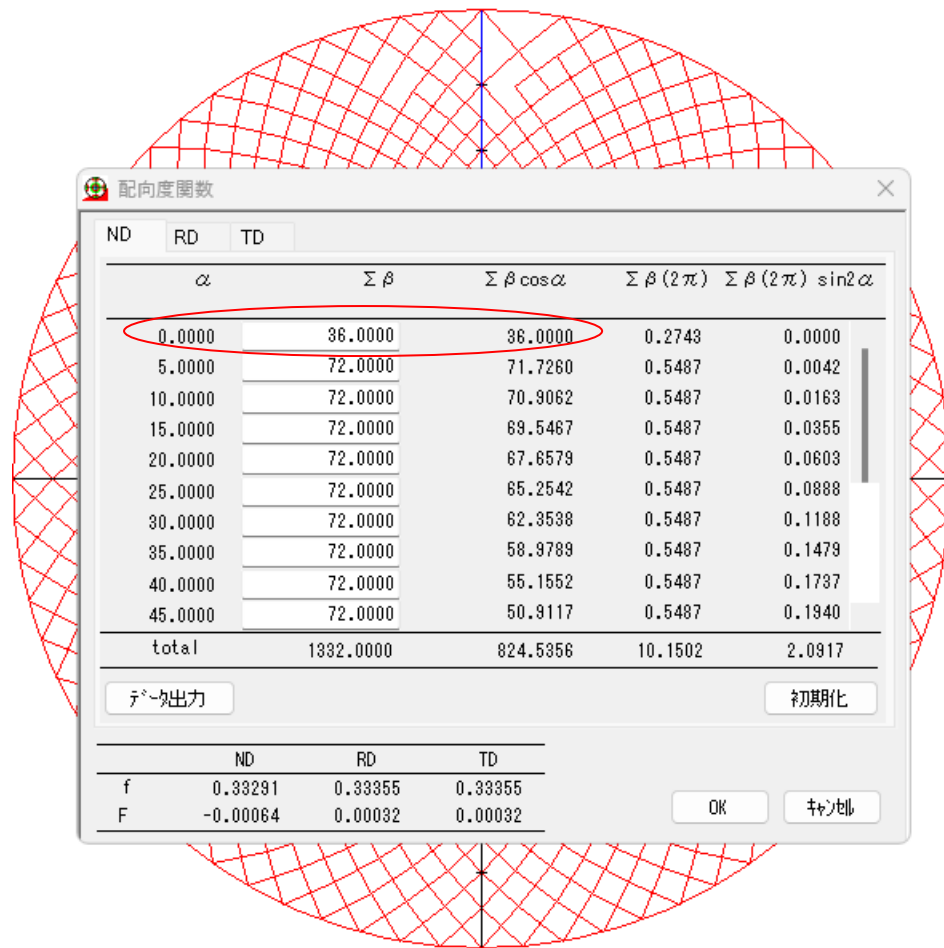 配向度関数
ND RD TD
α Σβ Σβcosα Σβ(2π) Σβ(2π) sin2α
0.0000 36.0000 36.0000 0.2743 0.0000
5.0000 72.0000 71.7260 0.5487 0.0042
10.0000 72.0000 70.9062 0.5487 0.0163
15.0000 72.0000 69.5467 0.5487 0.0355
20.0000 72.0000 67.6579 0.5487 0.0603
25.0000 72.0000 65.2542 0.5487 0.0888
30.0000 72.0000 62.3538 0.5487 0.1188
35.0000 72.0000 58.9789 0.5487 0.1479
40.0000 72.0000 55.1552 0.5487 0.1737
45.0000 72.0000 50.9117 0.5487 0.1940
total 1332.0000 824.5356 10.1502 2.0917
データ出力 初期化
ND RD TD
f 0.33291 0.33355 0.33355
F -0.00064 0.00032 0.00032
OK キャンセル